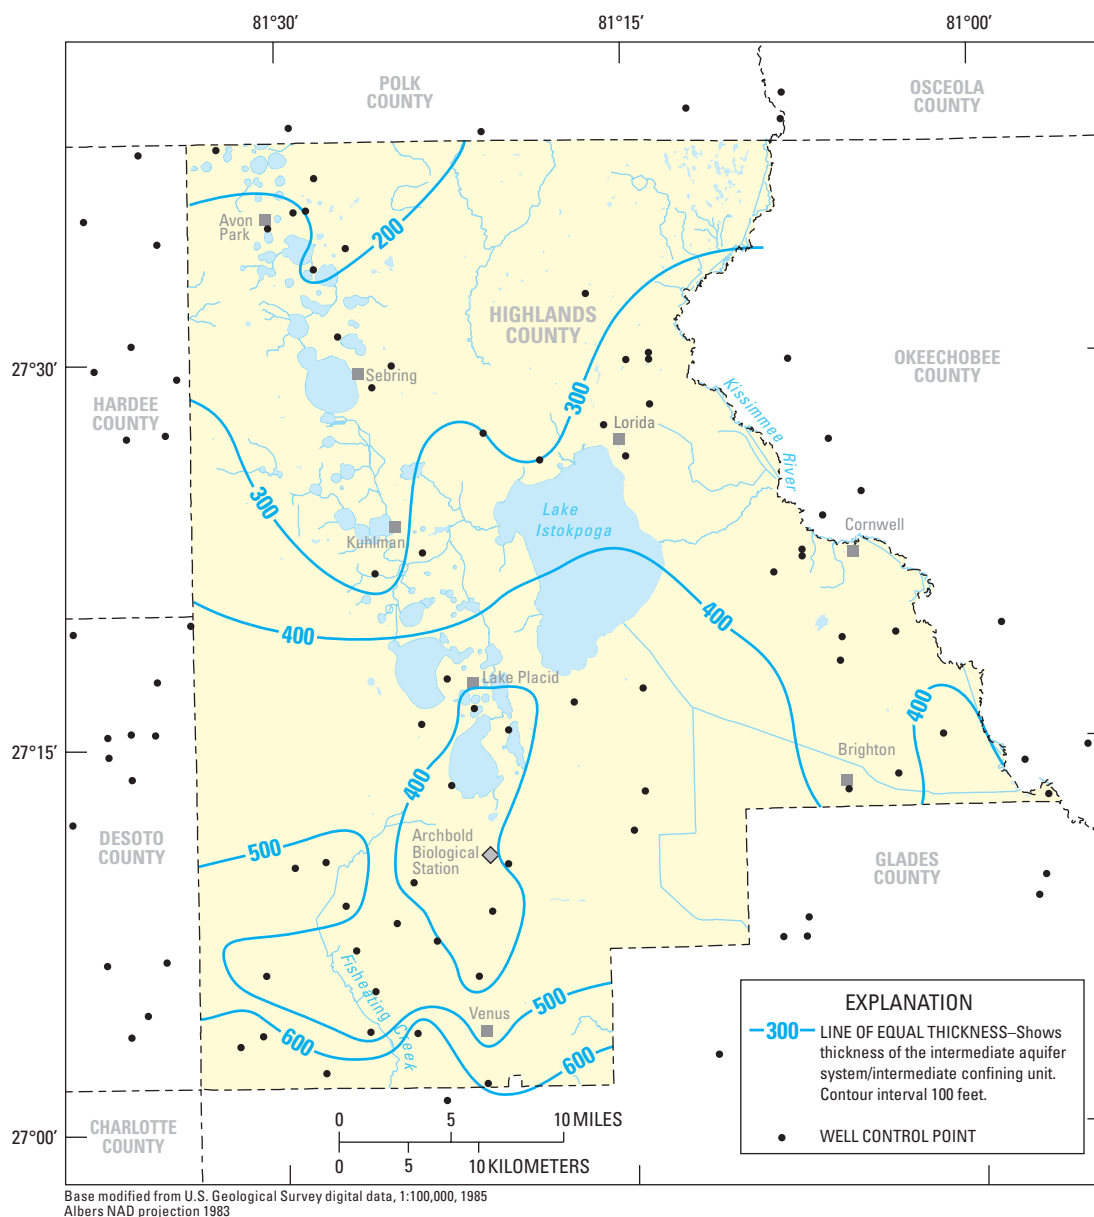 81°30′
81°15′
81°00′
POLK
COUNTY
OSCEOLA
COUNTY
Avon
Park
200
HIGHLANDS
COUNTY
OKEECHOBEE
COUNTY
27°30′
Sebring
HARDEE
COUNTY
300
Kissimmee
River
Lorida
300
Lake
Istokpoga
Kuhlman
Cornwell
400
400
Lake Placid
400
27°15′
Brighton
400
DESOTO
COUNTY
500
Archbold
Biological
Station
GLADES
COUNTY
Fisheating Creek
Venus
500
600
600
27°00′
CHARLOTTE
COUNTY
0 5 10 MILES
0 5 10 KILOMETERS
EXPLANATION
300 LINE OF EQUAL THICKNESS–Shows
thickness of the intermediate aquifer
system/intermediate confining unit.
Contour interval 100 feet.
WELL CONTROL POINT
Base modified from U.S. Geological Survey digital data, 1:100,000, 1985
Albers NAD projection 1983